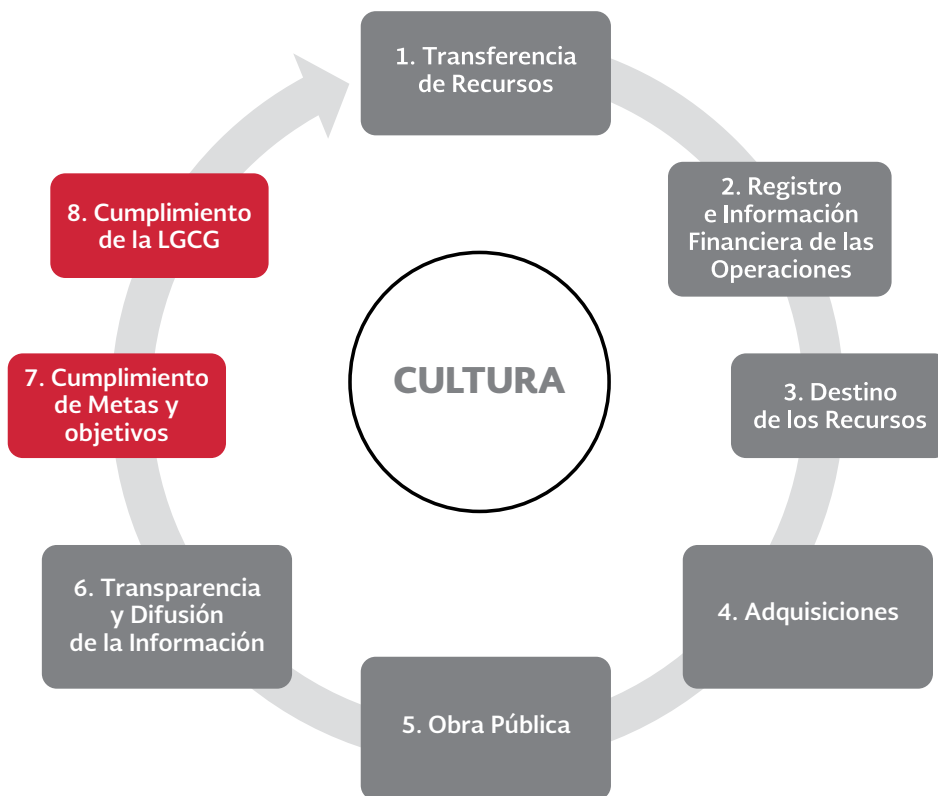 1. Transferencia
de Recursos
2. Registro
e Información
Financiera de las
Operaciones
3. Destino
de los Recursos
4. Adquisiciones
5. Obra Pública
6. Transparencia
y Difusión
de la Información
7. Cumplimiento
de Metas y
objetivos
8. Cumplimiento
de la LGCG
CULTURA